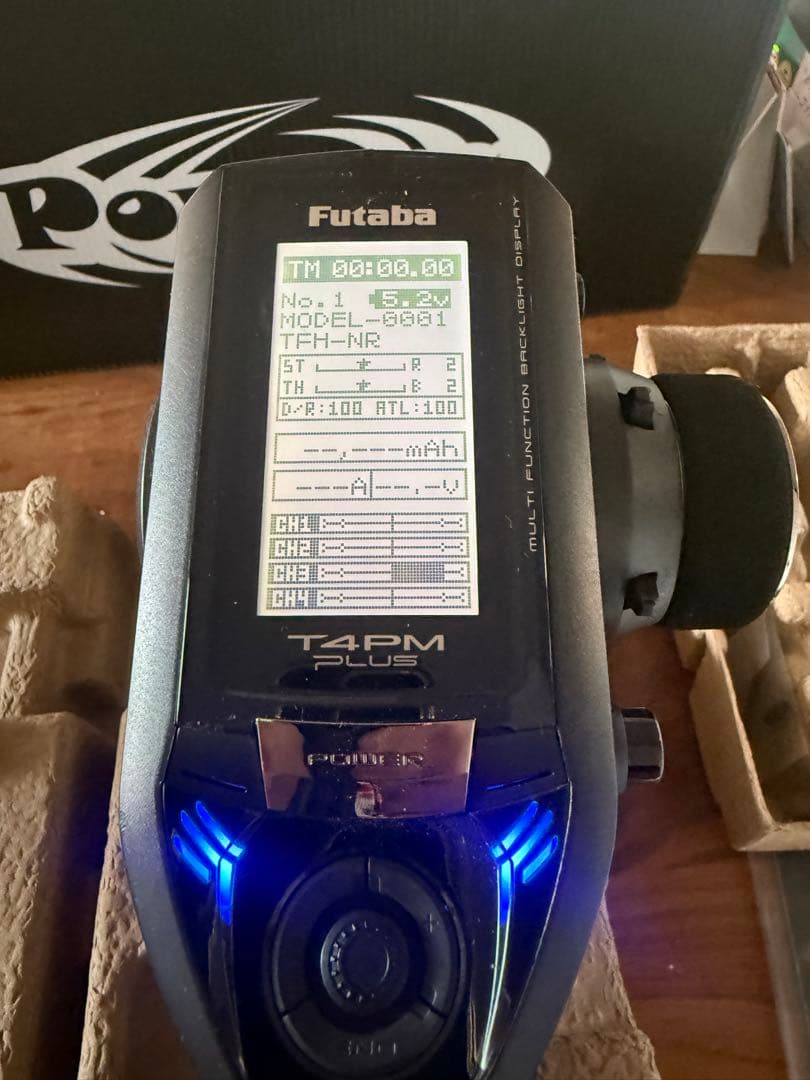 Po
Futaba
TM 00:00.00
No.1 5.2v
MODEL-0001
TFH-NR
ST R 2
TH B 2
D/R:100 ATL:100
---,---mAh
---A --.-V
CH1
CH2
CH3
CH4
MULTI FUNCTION BACKLIGHT DISPLAY
T4PM
PLUS
POWER
+